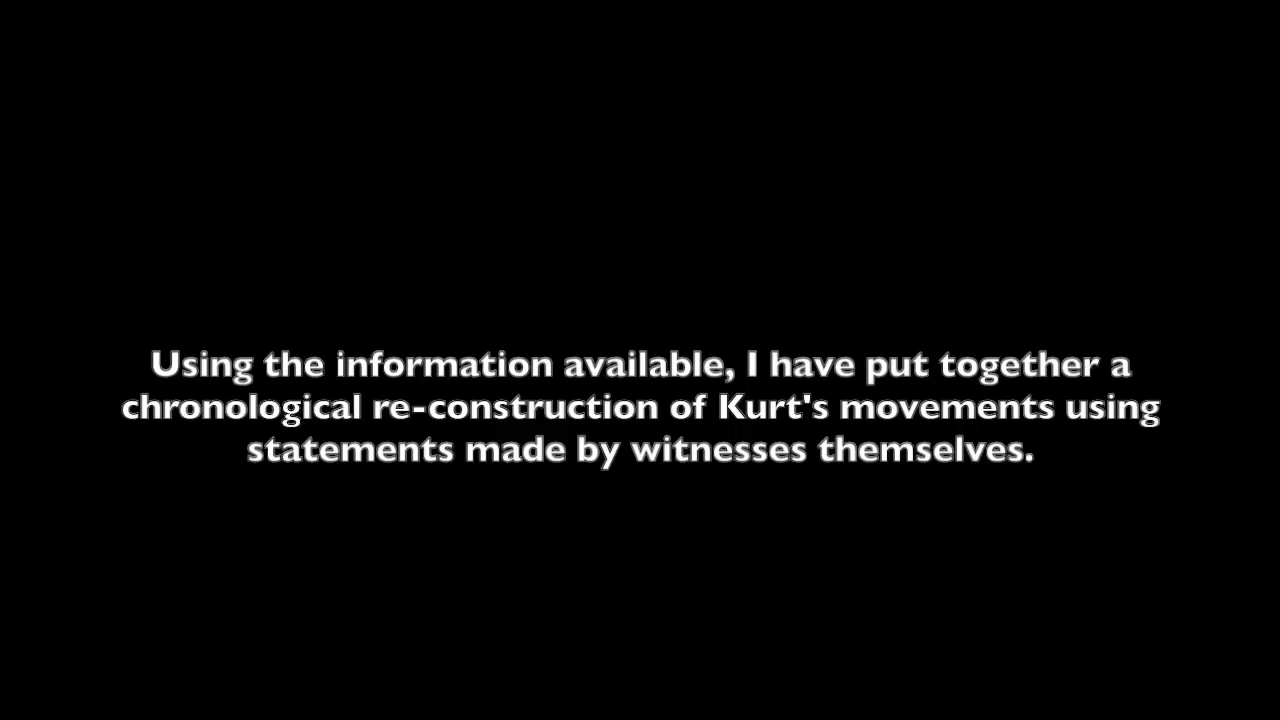 Using the information available, I have put together a
chronological re-construction of Kurt's movements using
statements made by witnesses themselves.